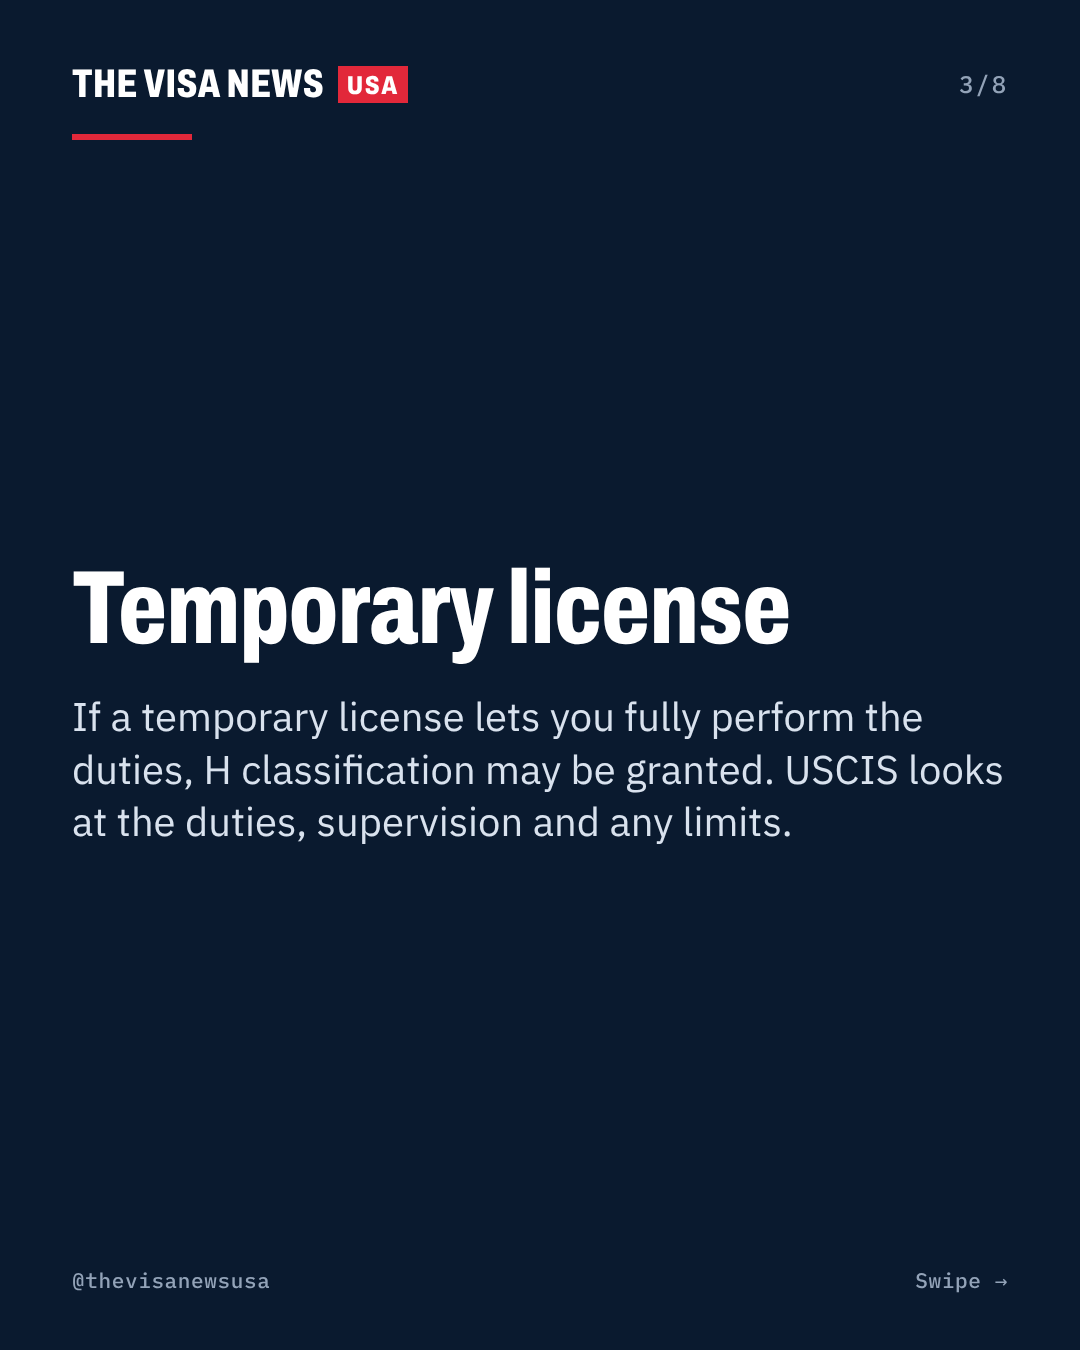 THE VISA NEWS USA
3/8
Temporary license
If a temporary license lets you fully perform the
duties, H classification may be granted. USCIS looks
at the duties, supervision and any limits.
@thevisanewsusa
Swipe →